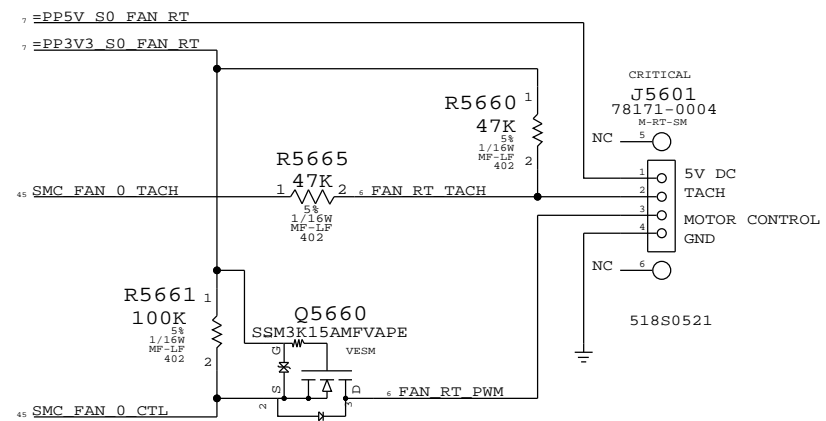 7 =PP5V_S0_FAN_RT
7 =PP3V3_S0_FAN_RT
CRITICAL
J5601
78171-0004
M-RT-SM
R5660 1
47K
5%
1/16W
MF-LF
402
2
NC 5
R5665
1 47K 2
5%
1/16W
MF-LF
402
45 SMC_FAN_0_TACH
6 FAN_RT_TACH
1 5V DC
2 TACH
3 MOTOR CONTROL
4 GND
NC 6
518S0521
R5661 1
100K
5%
1/16W
MF-LF
402
2
Q5660
SSM3K15AMFVAPE
VESM
G
S
D
2
3
6 FAN_RT_PWM
45 SMC_FAN_0_CTL